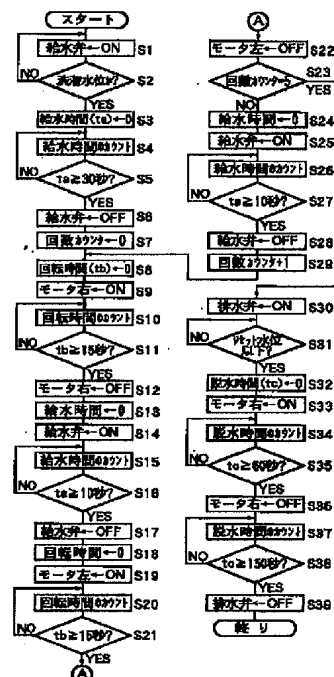 スタート
給水弁←ON S1
NO 洗濯水位か? S2
YES
給水時間(ta)←0 S3
給水時間のカウント S4
NO ta≧30秒? S5
YES
給水弁←OFF S6
回数カウンタ←0 S7
回転時間(tb)←0 S8
モータ右←ON S9
回転時間のカウント S10
NO tb≧15秒? S11
YES
モータ右←OFF S12
給水時間←0 S13
給水弁←ON S14
給水時間のカウント S15
NO ta≧10秒? S16
YES
給水弁←OFF S17
回転時間←0 S18
モータ左←ON S19
回転時間のカウント S20
NO tb≧15秒? S21
YES
A
A
モータ左←OFF S22
S23
YES
NO
給水時間←0 S24
給水弁←ON S25
給水時間のカウント S26
NO ta≧10秒? S27
YES
給水弁←OFF S28
回数カウンタ+1 S29
排水弁←ON S30
NO リセット水位以下? S31
YES
脱水時間(tc)←0 S32
モータ右←ON S33
脱水時間のカウント S34
NO tc≧60秒? S35
YES
モータ右←OFF S36
脱水時間のカウント S37
NO tc≧150秒? S38
YES
排水弁←OFF S39
終り